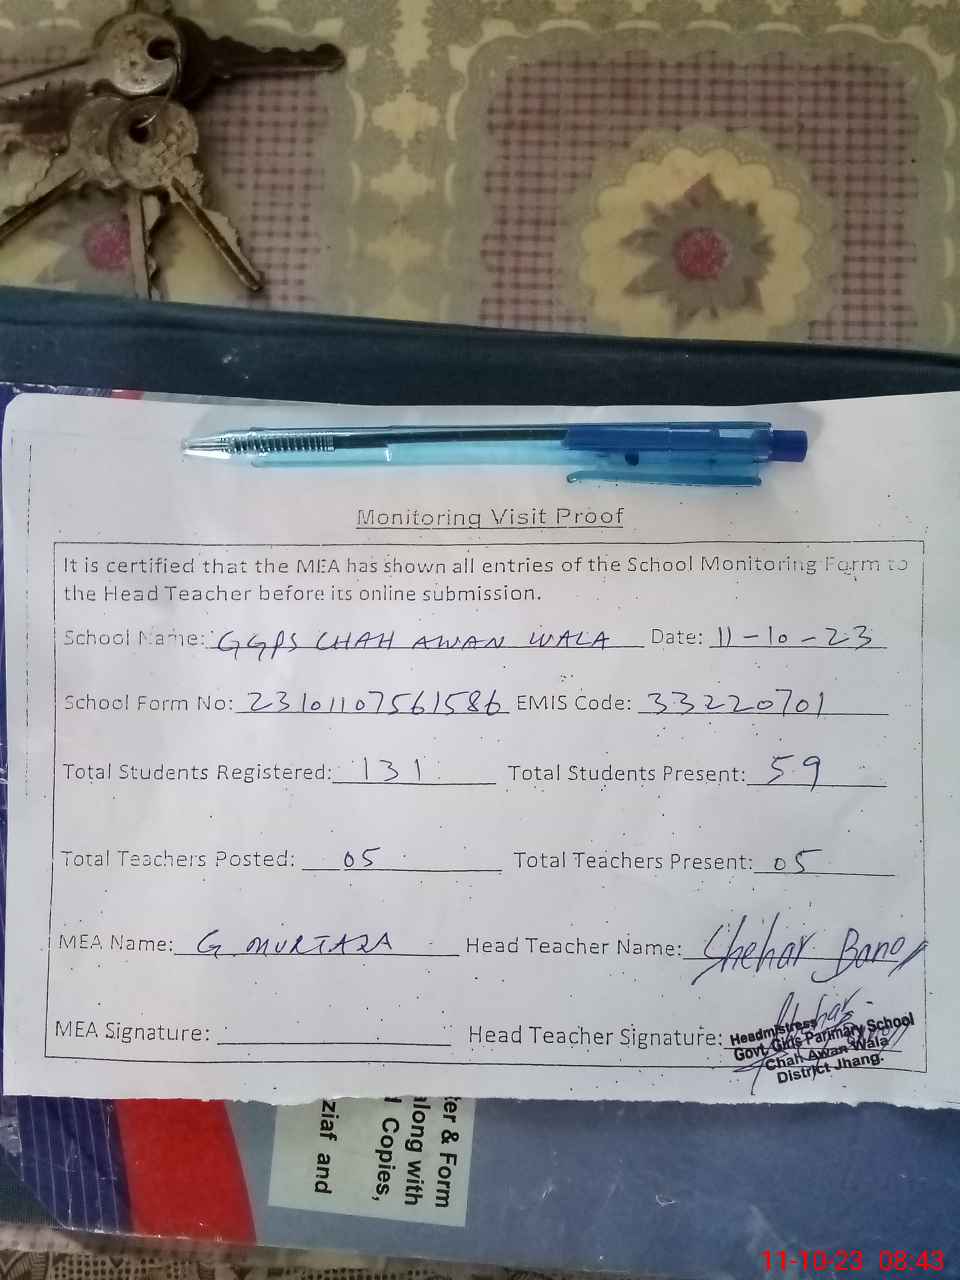 Monitoring Visit Proof
It is certified that the MEA has shown all entries of the School Monitoring Form to
the Head Teacher before its online submission.
School Name: GGPS CHAH AWAN WALA Date: 11-10-23
School Form No: 23101107561586 EMIS Code: 33220701
Total Students Registered: 131 Total Students Present: 59
Total Teachers Posted: 05 Total Teachers Present: 05
MEA Name: G MURTAZA Head Teacher Name: Shehar Bano
MEA Signature: Head Teacher Signature:
Headmistress
Govt. Girls Parimary School
Chah Awan Wala
District Jhang.
ter & Form
along with
Copies,
ziaf and
11-10-23 08:43